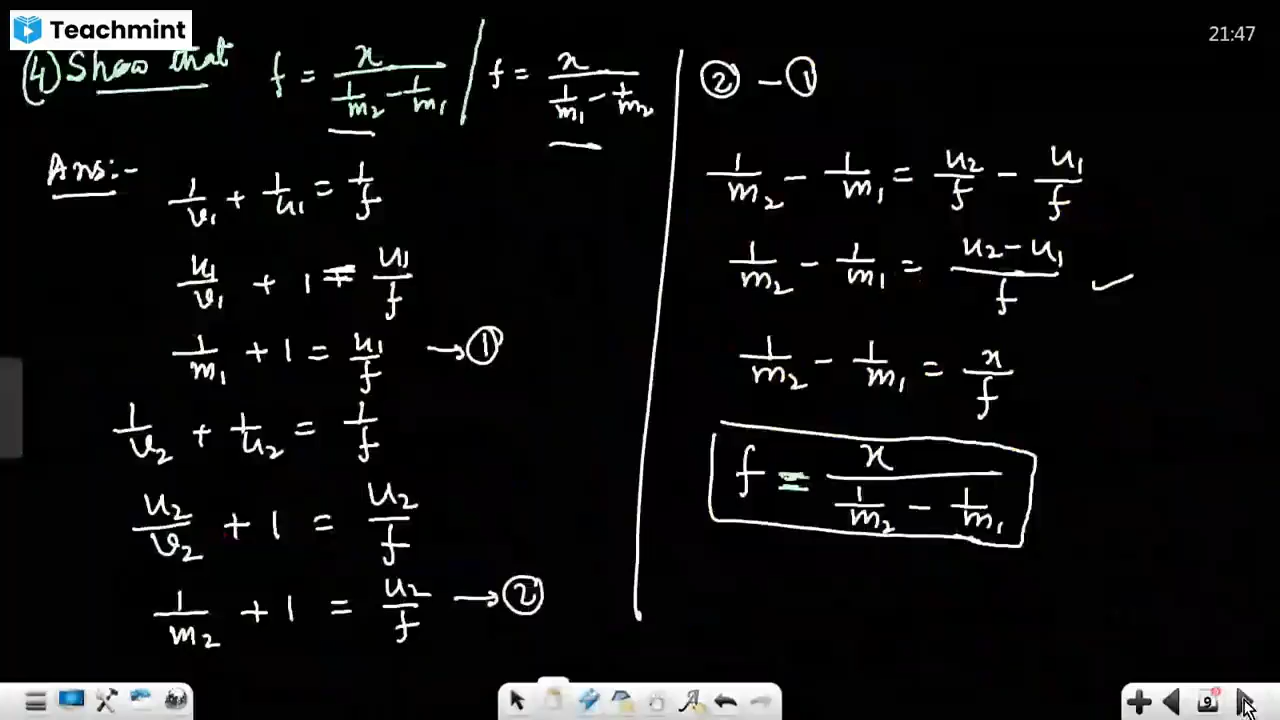 Teachmint
21:47
(4) Show that f = x / (1/m₂ - 1/m₁) / f = x / (1/m₁ - 1/m₂)
Ans:-
1/v₁ + 1/u₁ = 1/f
u₁/v₁ + 1 = u₁/f
1/m₁ + 1 = u₁/f → ①
1/v₂ + 1/u₂ = 1/f
u₂/v₂ + 1 = u₂/f
1/m₂ + 1 = u₂/f → ②
② - ①
1/m₂ - 1/m₁ = u₂/f - u₁/f
1/m₂ - 1/m₁ = (u₂ - u₁)/f ✓
1/m₂ - 1/m₁ = x/f
f = x / (1/m₂ - 1/m₁)
9